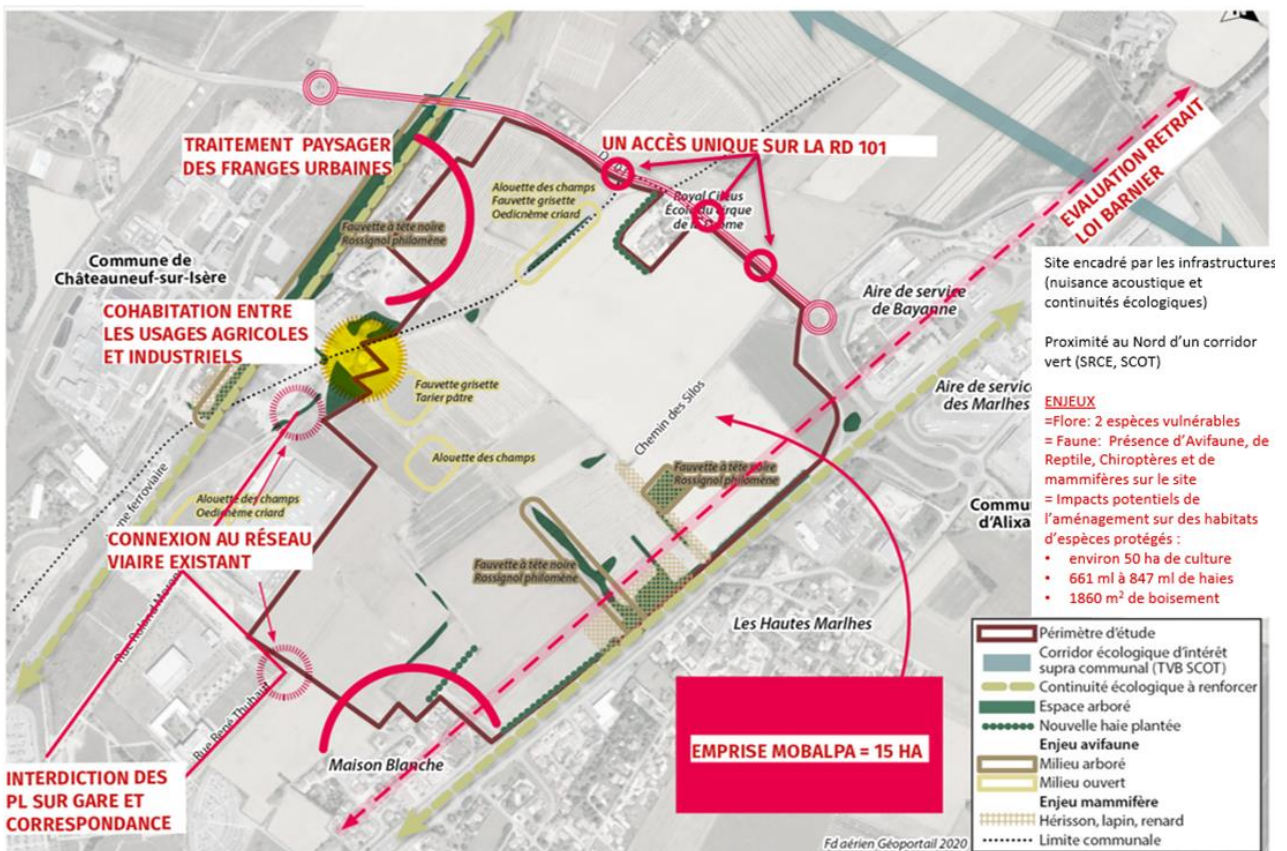 TRAITEMENT PAYSAGER
DES FRANGES URBAINES
UN ACCÈS UNIQUE SUR LA RD 101
Alouette des champs
Fauvette grisette
Oedicnème criard
Royal Circus
École du cirque
de la Drôme
Fauvette à tête noire
Rossignol philomène
EVALUATION RETRAIT
LOI BARNIER
Commune de
Châteauneuf-sur-Isère
COHABITATION ENTRE
LES USAGES AGRICOLES
ET INDUSTRIELS
Aire de service
de Bayanne
Site encadré par les infrastructures
(nuisance acoustique et
continuités écologiques)
Proximité au Nord d'un corridor
vert (SRCE, SCOT)
Fauvette grisette
Tarier pâtre
Aire de service
des Marlhes
Chemin des Silos
ENJEUX
=Flore: 2 espèces vulnérables
= Faune: Présence d'Avifaune, de
Reptile, Chiroptères et de
mammifères sur le site
= Impacts potentiels de
l'aménagement sur des habitats
d'espèces protégés :
• environ 50 ha de culture
• 661 ml à 847 ml de haies
• 1860 m² de boisement
Alouette des champs
Fauvette à tête noire
Rossignol philomène
ferroviaire
Alouette des champs
Oedicnème criard
Commu
d'Alixa
CONNEXION AU RÉSEAU
VIAIRE EXISTANT
Fauvette à tête noire
Rossignol philomène
Rue Roland Moreno
Les Hautes Marlhes
Rue René Thubaut
Maison Blanche
EMPRISE MOBALPA = 15 HA
INTERDICTION DES
PL SUR GARE ET
CORRESPONDANCE
Périmètre d'étude
Corridor écologique d'intérêt
supra communal (TVB SCOT)
Continuité écologique à renforcer
Espace arboré
Nouvelle haie plantée
Enjeu avifaune
Milieu arboré
Milieu ouvert
Enjeu mammifère
Hérisson, lapin, renard
Limite communale
Fd aérien Géoportail 2020